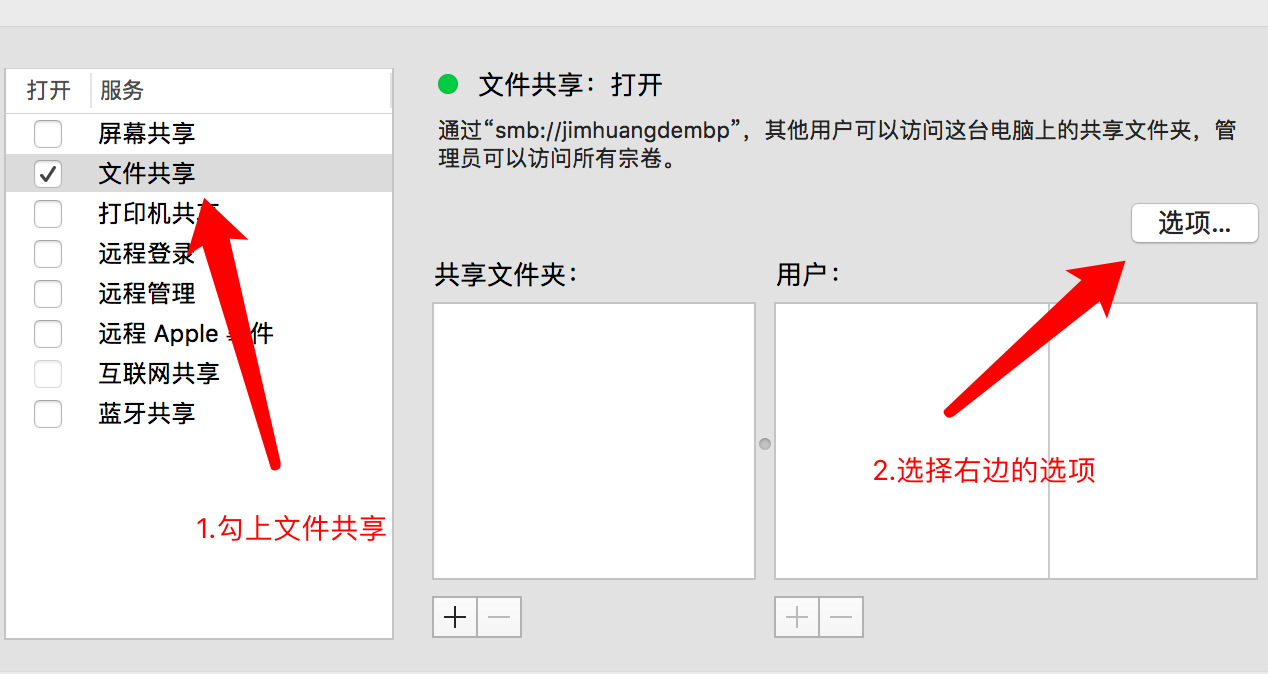 打开 服务
屏幕共享
文件共享
打印机共享
远程登录
远程管理
远程 Apple 事件
互联网共享
蓝牙共享
1.勾上文件共享
文件共享：打开
通过“smb://jimhuangdembp”，其他用户可以访问这台电脑上的共享文件夹，管
理员可以访问所有宗卷。
选项...
共享文件夹：
用户：
2.选择右边的选项